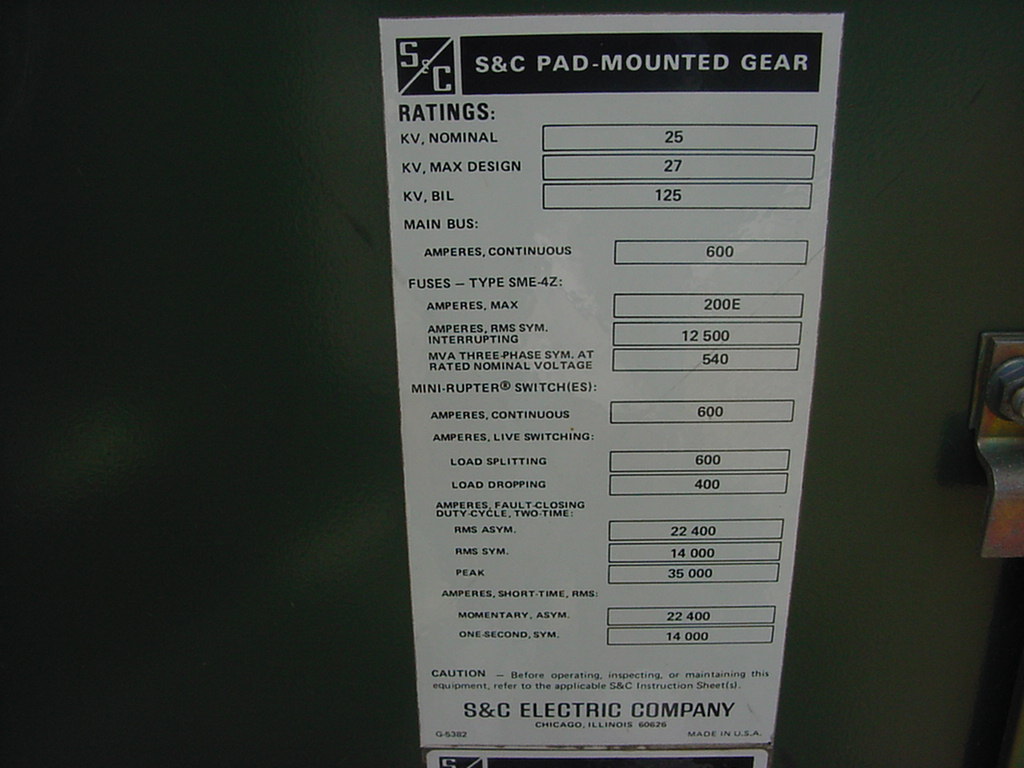 S&C S&C PAD-MOUNTED GEAR
RATINGS:
KV, NOMINAL 25
KV, MAX DESIGN 27
KV, BIL 125
MAIN BUS:
AMPERES, CONTINUOUS 600
FUSES — TYPE SME-4Z:
AMPERES, MAX 200E
AMPERES, RMS SYM.
INTERRUPTING 12 500
MVA THREE-PHASE SYM. AT
RATED NOMINAL VOLTAGE 540
MINI-RUPTER® SWITCH(ES):
AMPERES, CONTINUOUS 600
AMPERES, LIVE SWITCHING:
LOAD SPLITTING 600
LOAD DROPPING 400
AMPERES, FAULT-CLOSING
DUTY-CYCLE, TWO-TIME:
RMS ASYM. 22 400
RMS SYM. 14 000
PEAK 35 000
AMPERES, SHORT-TIME, RMS:
MOMENTARY, ASYM. 22 400
ONE-SECOND, SYM. 14 000
CAUTION — Before operating, inspecting, or maintaining this
equipment, refer to the applicable S&C Instruction Sheet(s).
S&C ELECTRIC COMPANY
CHICAGO, ILLINOIS 60626
G-5382 MADE IN U.S.A.
S